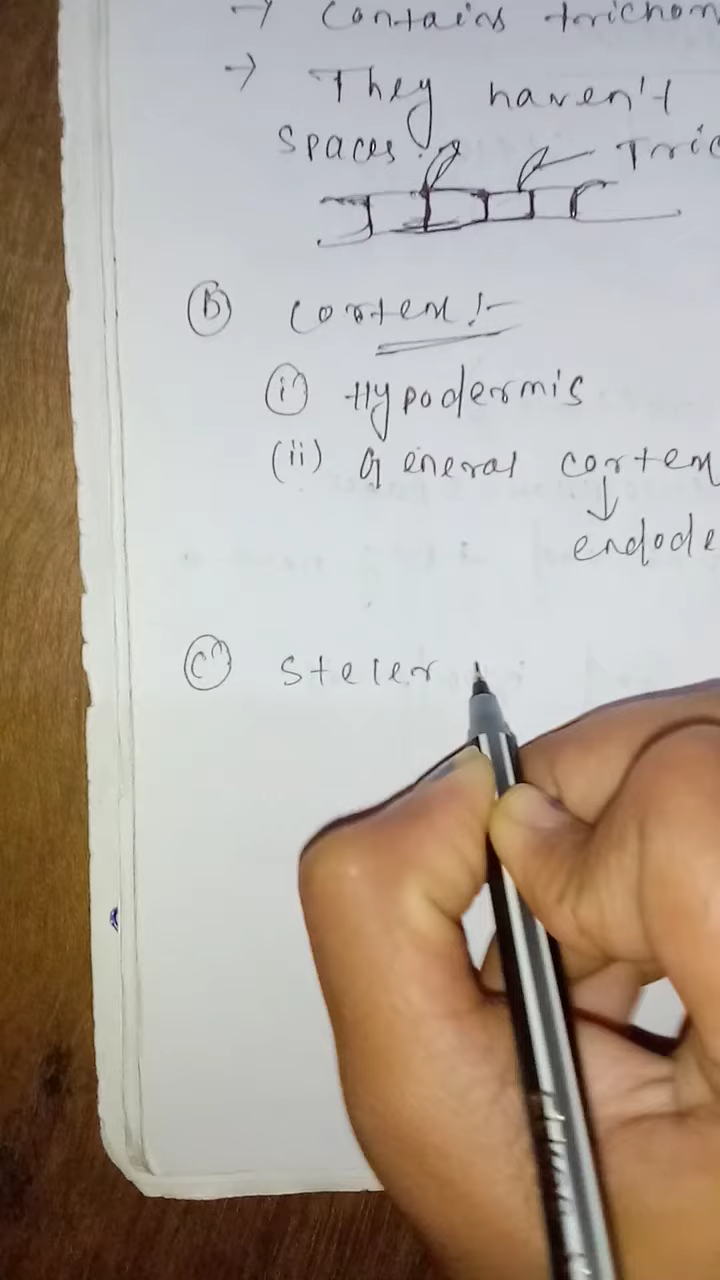 → Contains trichom
→ They haven't
spaces.
Tric
(B) Cortex :-
(i) Hypodermis
(ii) General cortex
↓
endode
(C) Steler